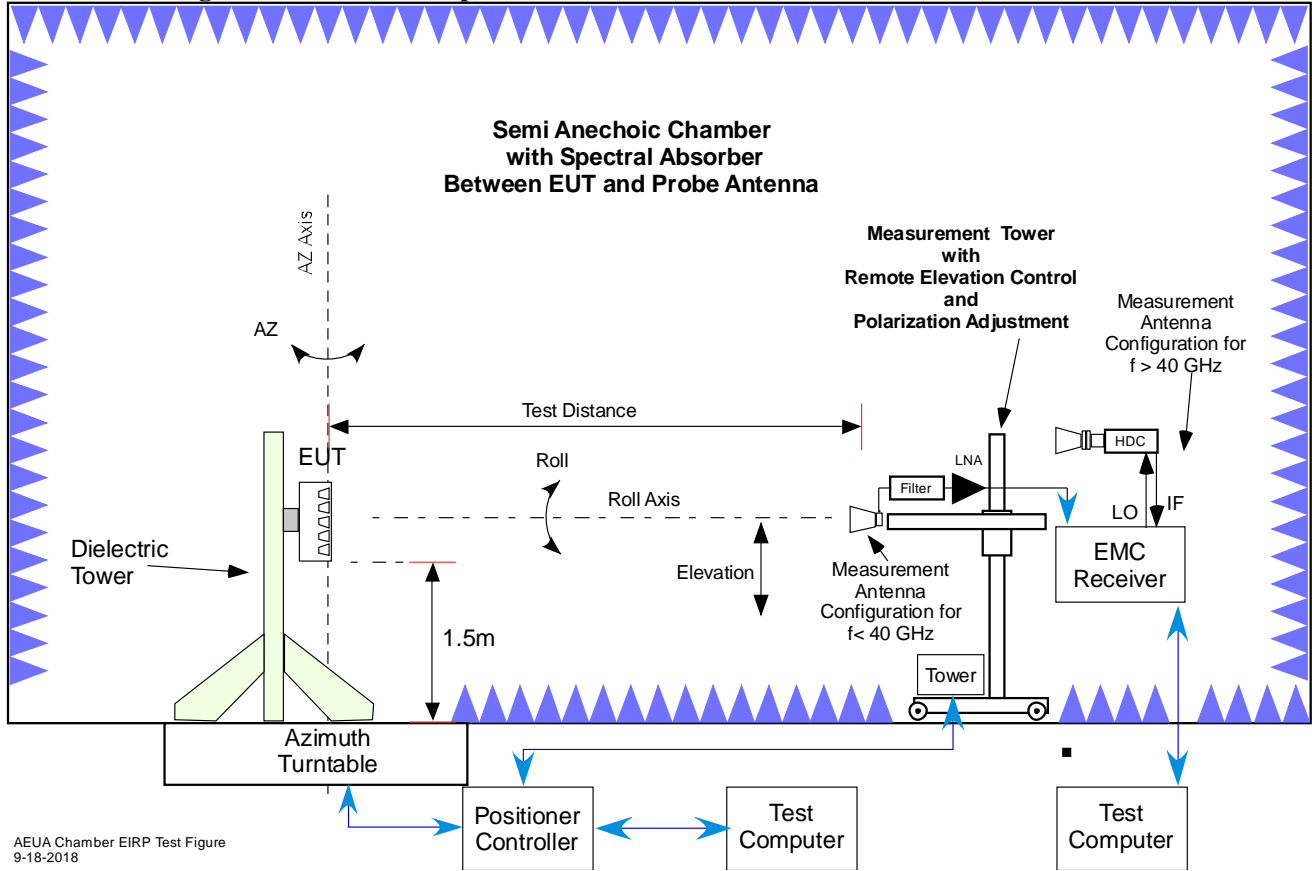 Semi Anechoic Chamber
with Spectral Absorber
Between EUT and Probe Antenna
AZ Axis
AZ
Measurement Tower
with
Remote Elevation Control
and
Polarization Adjustment
Measurement
Antenna
Configuration for
f > 40 GHz
Test Distance
EUT
Roll
Roll Axis
LNA
Filter
HDC
LO
IF
Dielectric
Tower
Elevation
Measurement
Antenna
Configuration for
f< 40 GHz
EMC
Receiver
1.5m
Tower
Azimuth
Turntable
Positioner
Controller
Test
Computer
Test
Computer
AEUA Chamber EIRP Test Figure
9-18-2018